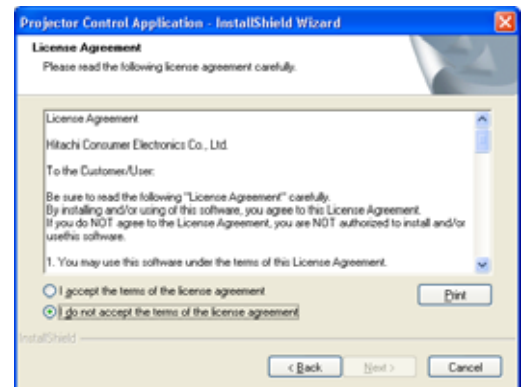 Projector Control Application - InstallShield Wizard
License Agreement
Please read the following license agreement carefully.
License Agreement
Hitachi Consumer Electronics Co., Ltd.
To the Customer/User:
Be sure to read the following "License Agreement" carefully.
By installing and/or using of this software, you agree to this License Agreement.
If you do NOT agree to the License Agreement, you are NOT authorized to install and/or
usethis software.
1. You may use this software under the terms of this License Agreement.
I accept the terms of the license agreement
Print
I do not accept the terms of the license agreement
InstallShield
< Back
Next >
Cancel